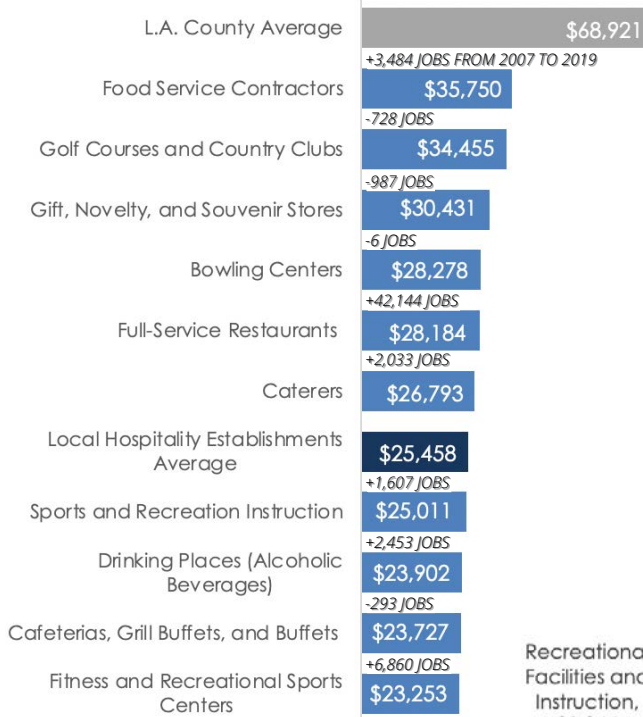 L.A. County Average
$68,921
+3,484 JOBS FROM 2007 TO 2019
Food Service Contractors
$35,750
-728 JOBS
Golf Courses and Country Clubs
$34,455
-987 JOBS
Gift, Novelty, and Souvenir Stores
$30,431
-6 JOBS
Bowling Centers
$28,278
+42,144 JOBS
Full-Service Restaurants
$28,184
+2,033 JOBS
Caterers
$26,793
Local Hospitality Establishments
Average
$25,458
+1,607 JOBS
Sports and Recreation Instruction
$25,011
+2,453 JOBS
Drinking Places (Alcoholic
Beverages)
$23,902
-293 JOBS
Cafeterias, Grill Buffets, and Buffets
$23,727
+6,860 JOBS
Fitness and Recreational Sports
Centers
$23,253
Recreationa
Facilities and
Instruction,